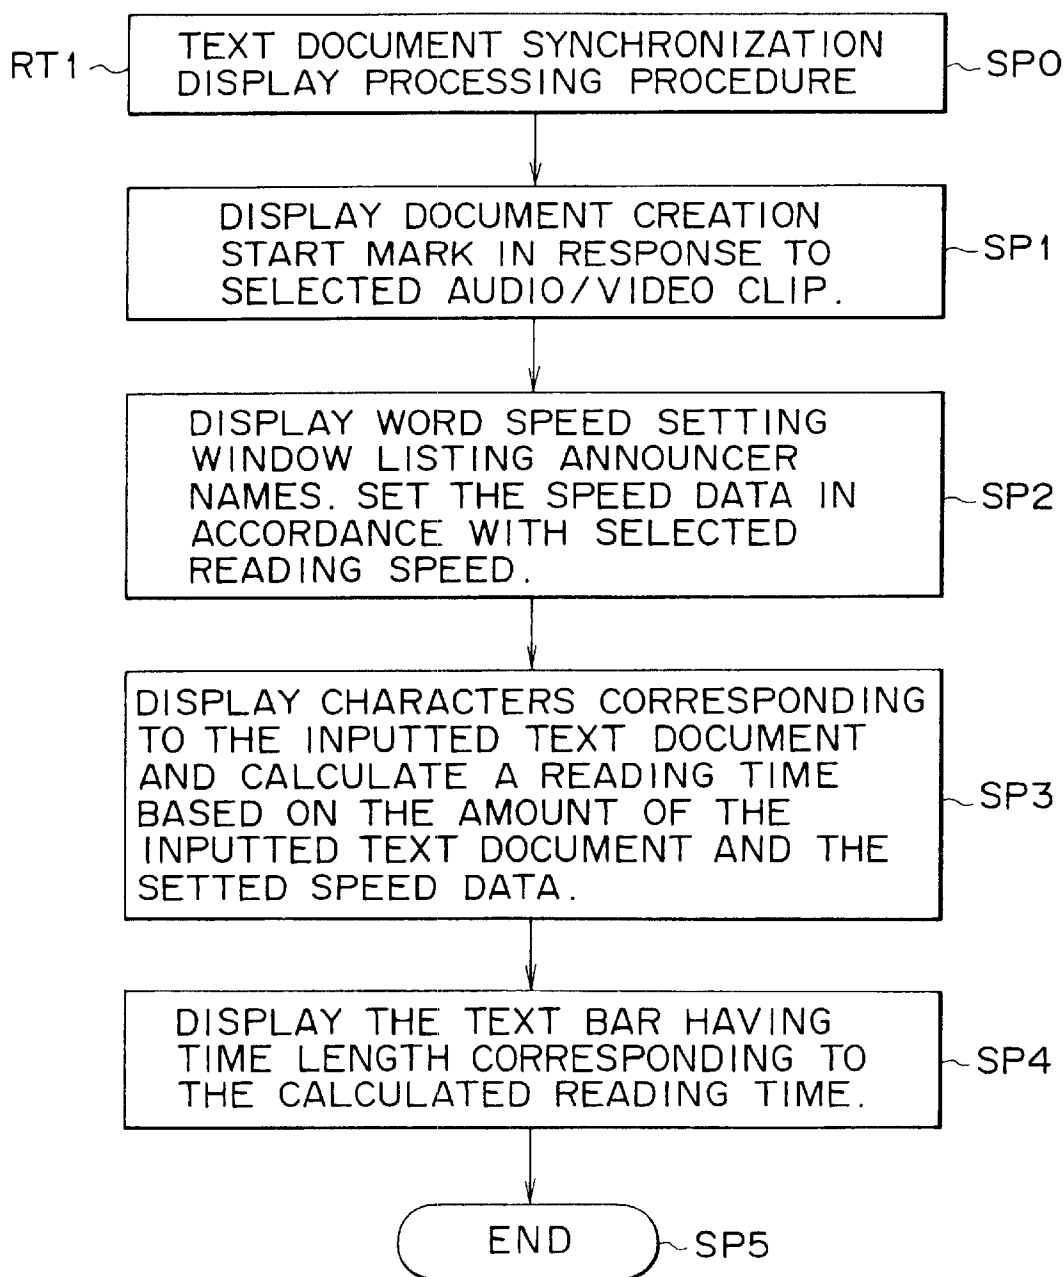 RT1
TEXT DOCUMENT SYNCHRONIZATION
DISPLAY PROCESSING PROCEDURE
SP0
DISPLAY DOCUMENT CREATION
START MARK IN RESPONSE TO
SELECTED AUDIO/VIDEO CLIP.
SP1
DISPLAY WORD SPEED SETTING
WINDOW LISTING ANNOUNCER
NAMES. SET THE SPEED DATA IN
ACCORDANCE WITH SELECTED
READING SPEED.
SP2
DISPLAY CHARACTERS CORRESPONDING
TO THE INPUTTED TEXT DOCUMENT
AND CALCULATE A READING TIME
BASED ON THE AMOUNT OF THE
INPUTTED TEXT DOCUMENT AND THE
SETTED SPEED DATA.
SP3
DISPLAY THE TEXT BAR HAVING
TIME LENGTH CORRESPONDING TO
THE CALCULATED READING TIME.
SP4
END
SP5